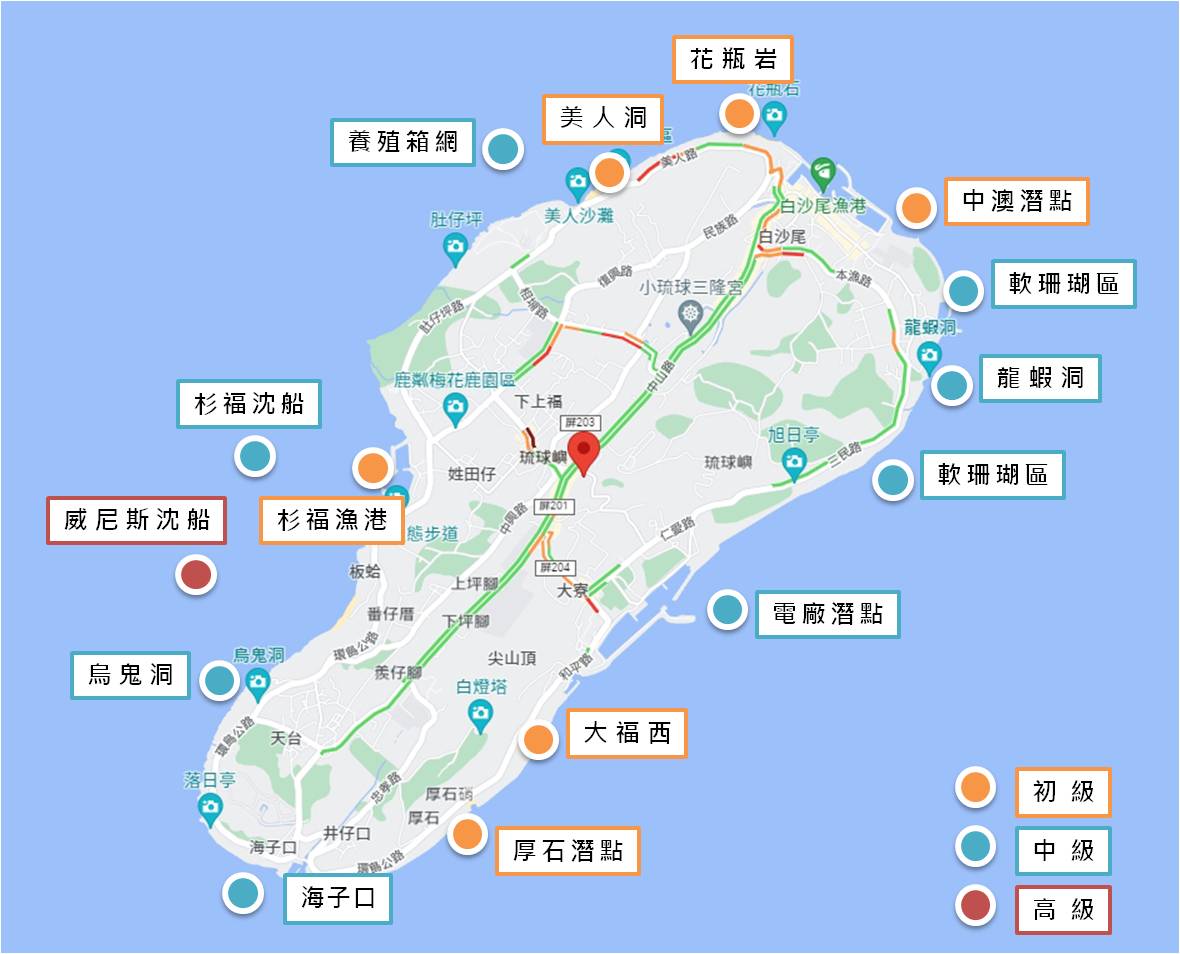 花瓶岩
花瓶石
美人洞
養殖箱網
區
美人路
美人沙灘
白沙尾漁港
中澳潛點
肚仔坪
民族路
白沙尾
本漁路
復興路
軟珊瑚區
小琉球三隆宮
相埔路
肚仔坪路
龍蝦洞
龍蝦洞
中山路
鹿粼梅花鹿園區
下上福
杉福沈船
屏203
旭日亭
三民路
琉球嶼
琉球嶼
姓田仔
軟珊瑚區
威尼斯沈船
杉福漁港
屏201
中興路
仁愛路
態步道
板蛤
屏204
上坪腳
大寮
電廠潛點
番仔厝
下坪腳
環島公路
烏鬼洞
烏鬼洞
尖山頂
和平路
羨仔腳
白燈塔
大福西
環島公路
天台
落日亭
忠孝路
初級
厚石
井仔口
厚石潛點
中級
海子口
環島公路
海子口
高級